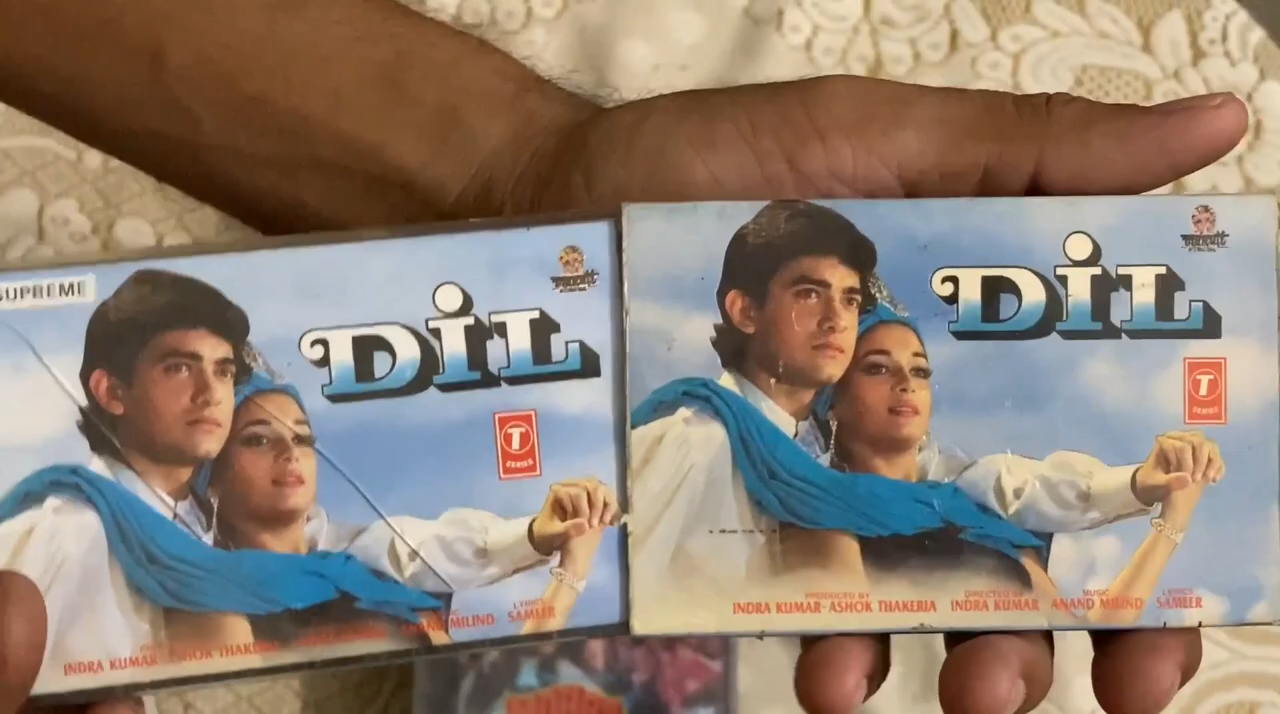 SUPREME
DiL
T
SERIES
LYRICS
INDRA KUMAR-ASHOK THAKERIA
ANAND MILIND
SAMEER
maruti
DiL
T
SERIES
PRODUCED BY
DIRECTED BY
MUSIC
LYRICS
INDRA KUMAR-ASHOK THAKERIA
INDRA KUMAR
ANAND MILIND
SAMEER